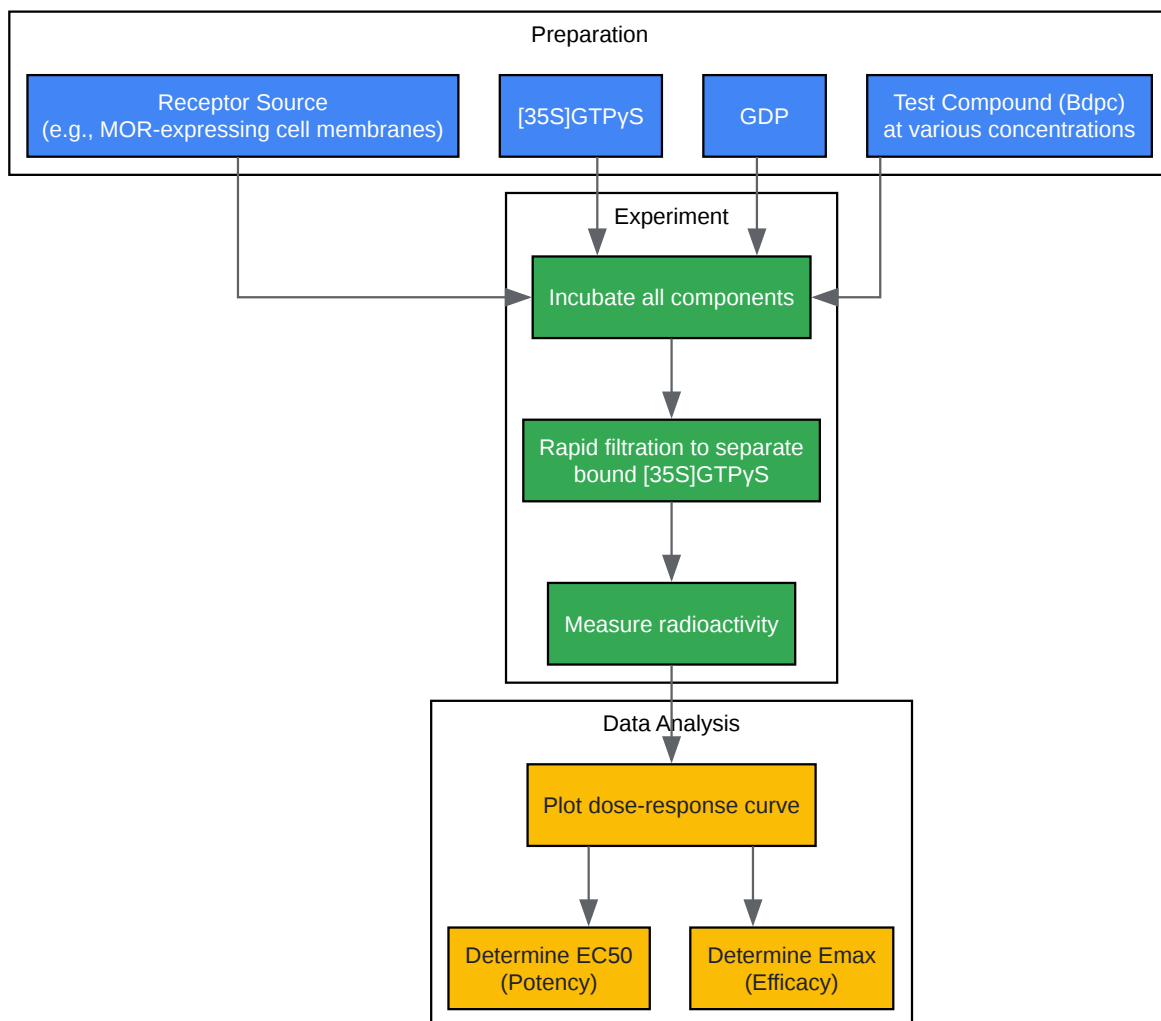 Preparation
Receptor Source
(e.g., MOR-expressing cell membranes)
[35S]GTPγS
GDP
Test Compound (Bdpc)
at various concentrations
Experiment
Incubate all components
Rapid filtration to separate
bound [35S]GTPγS
Measure radioactivity
Data Analysis
Plot dose-response curve
Determine EC50
(Potency)
Determine Emax
(Efficacy)